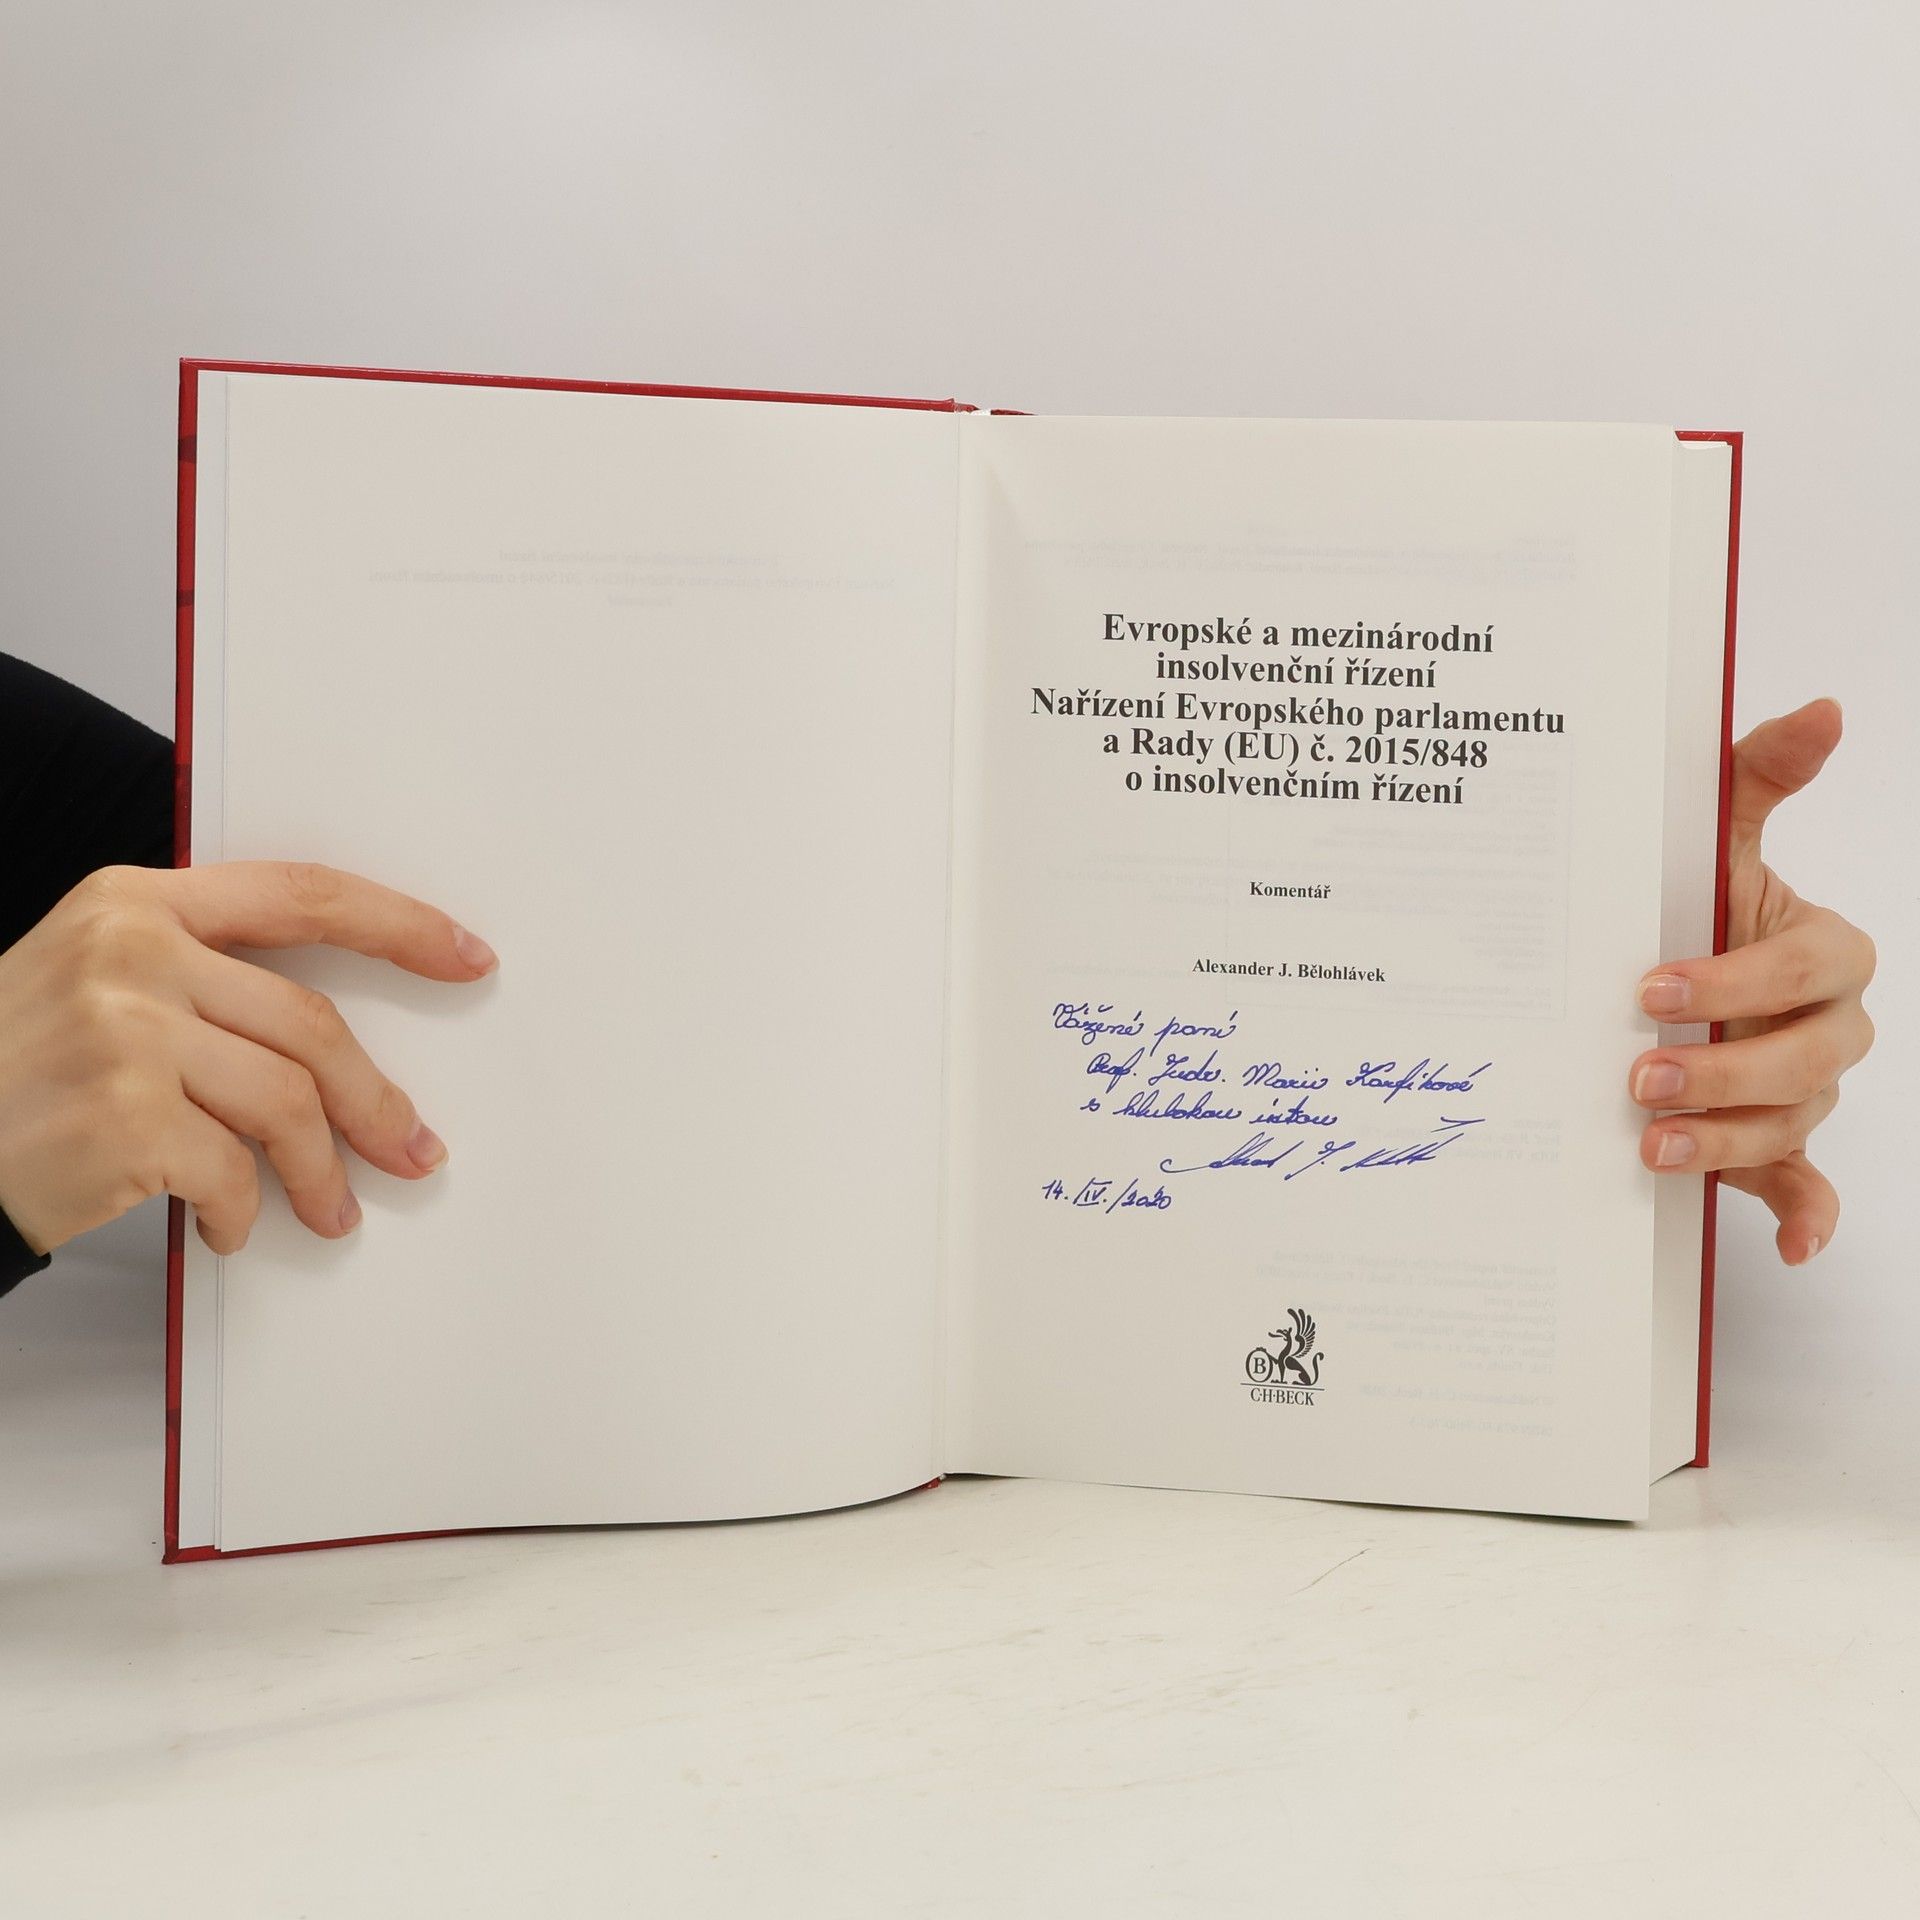 Evropské a mezinárodní
insolvenční řízení
Nařízení Evropského parlamentu
a Rady (EU) č. 2015/848
o insolvenčním řízení
Komentář
Alexander J. Bělohlávek
Vážené paní
Prof. Judr. Marii Karfíkové
s hlubokou úctou
14./IV./2020
B
C·H·BECK